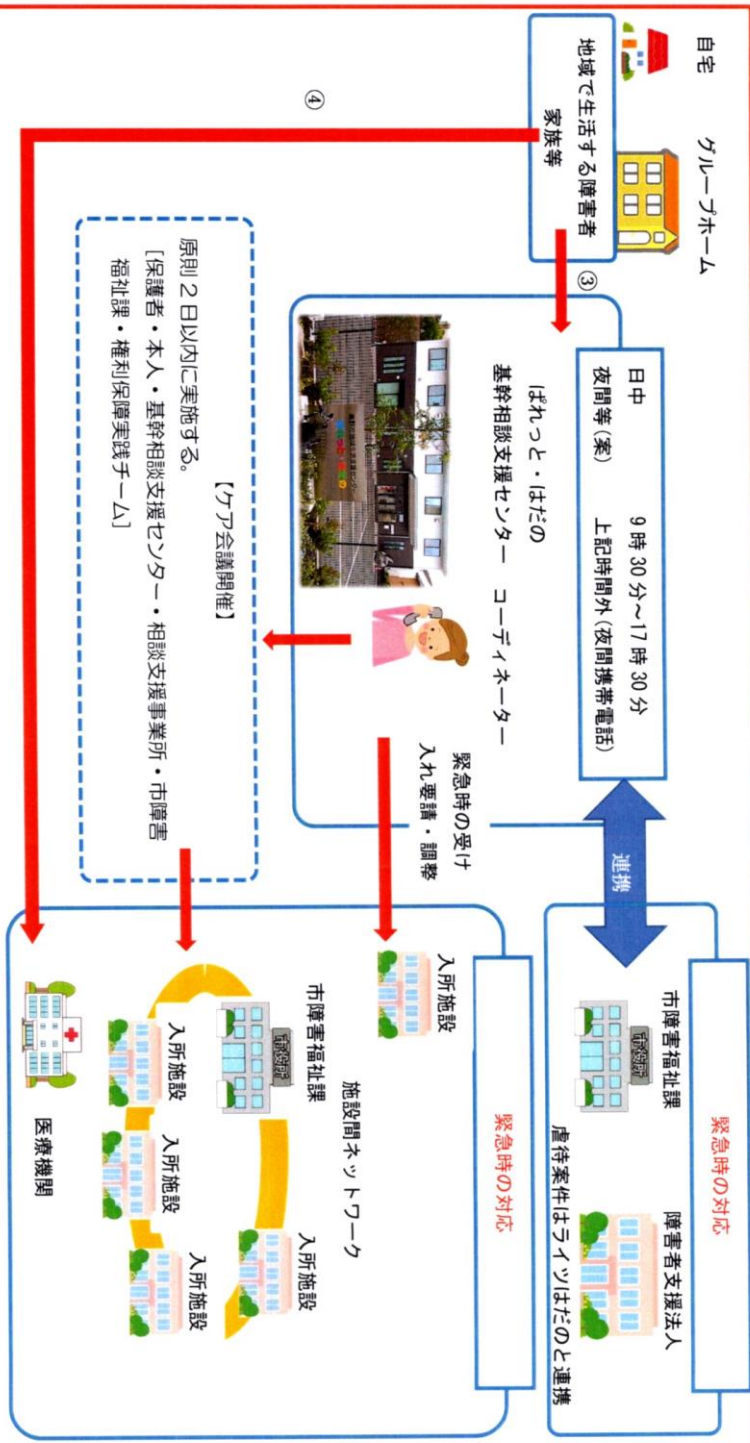 自宅
グループホーム
地域で生活する障害者
家族等
③
④
日中 9時30分～17時30分
夜間等(案) 上記時間外(夜間携帯電話)
ぱれっと・はだの
基幹相談支援センター コーディネーター
連携
緊急時の対応
市障害福祉課
市役所
障害者支援法人
虐待案件はライツはだのと連携
緊急時の受け
入れ要請・調整
【ケア会議開催】
原則2日以内に実施する。
[保護者・本人・基幹相談支援センター・相談支援事業所・市障害
福祉課・権利保障実践チーム]
緊急時の対応
入所施設
施設間ネットワーク
市障害福祉課
市役所
入所施設
入所施設
入所施設
入所施設
医療機関